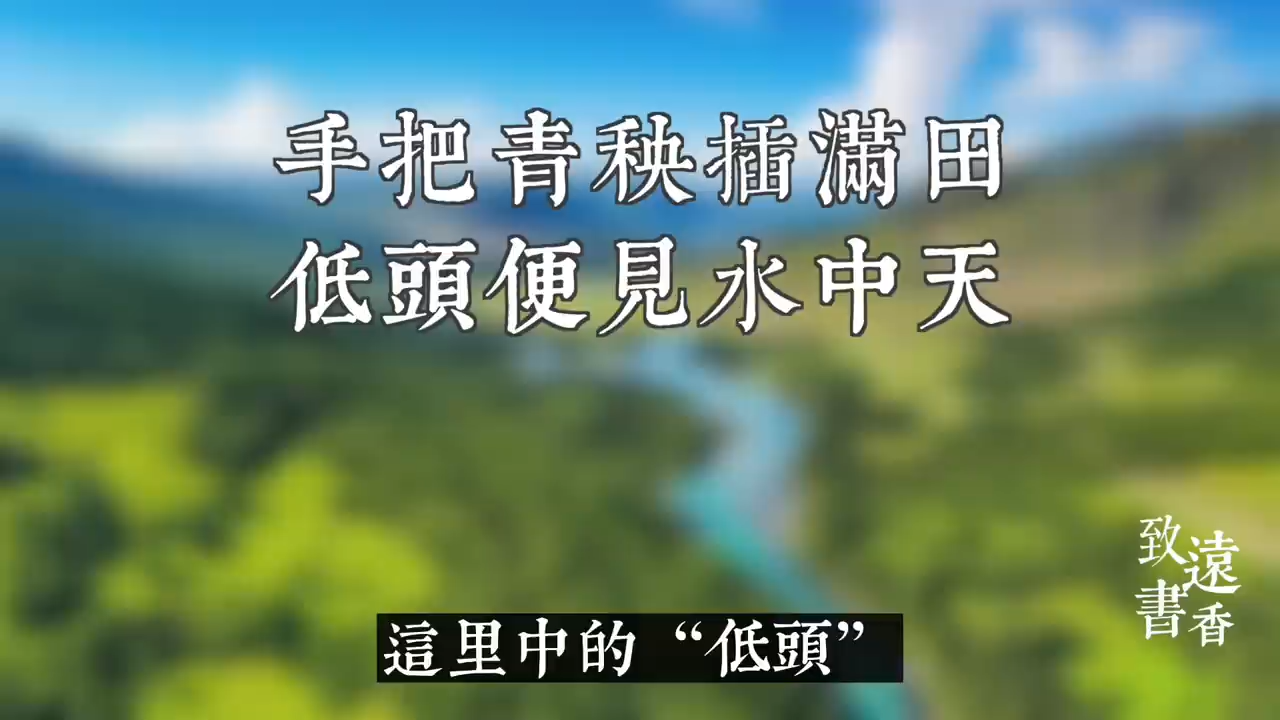 手把青秧插滿田
低頭便見水中天
致遠書香
這里中的“低頭”